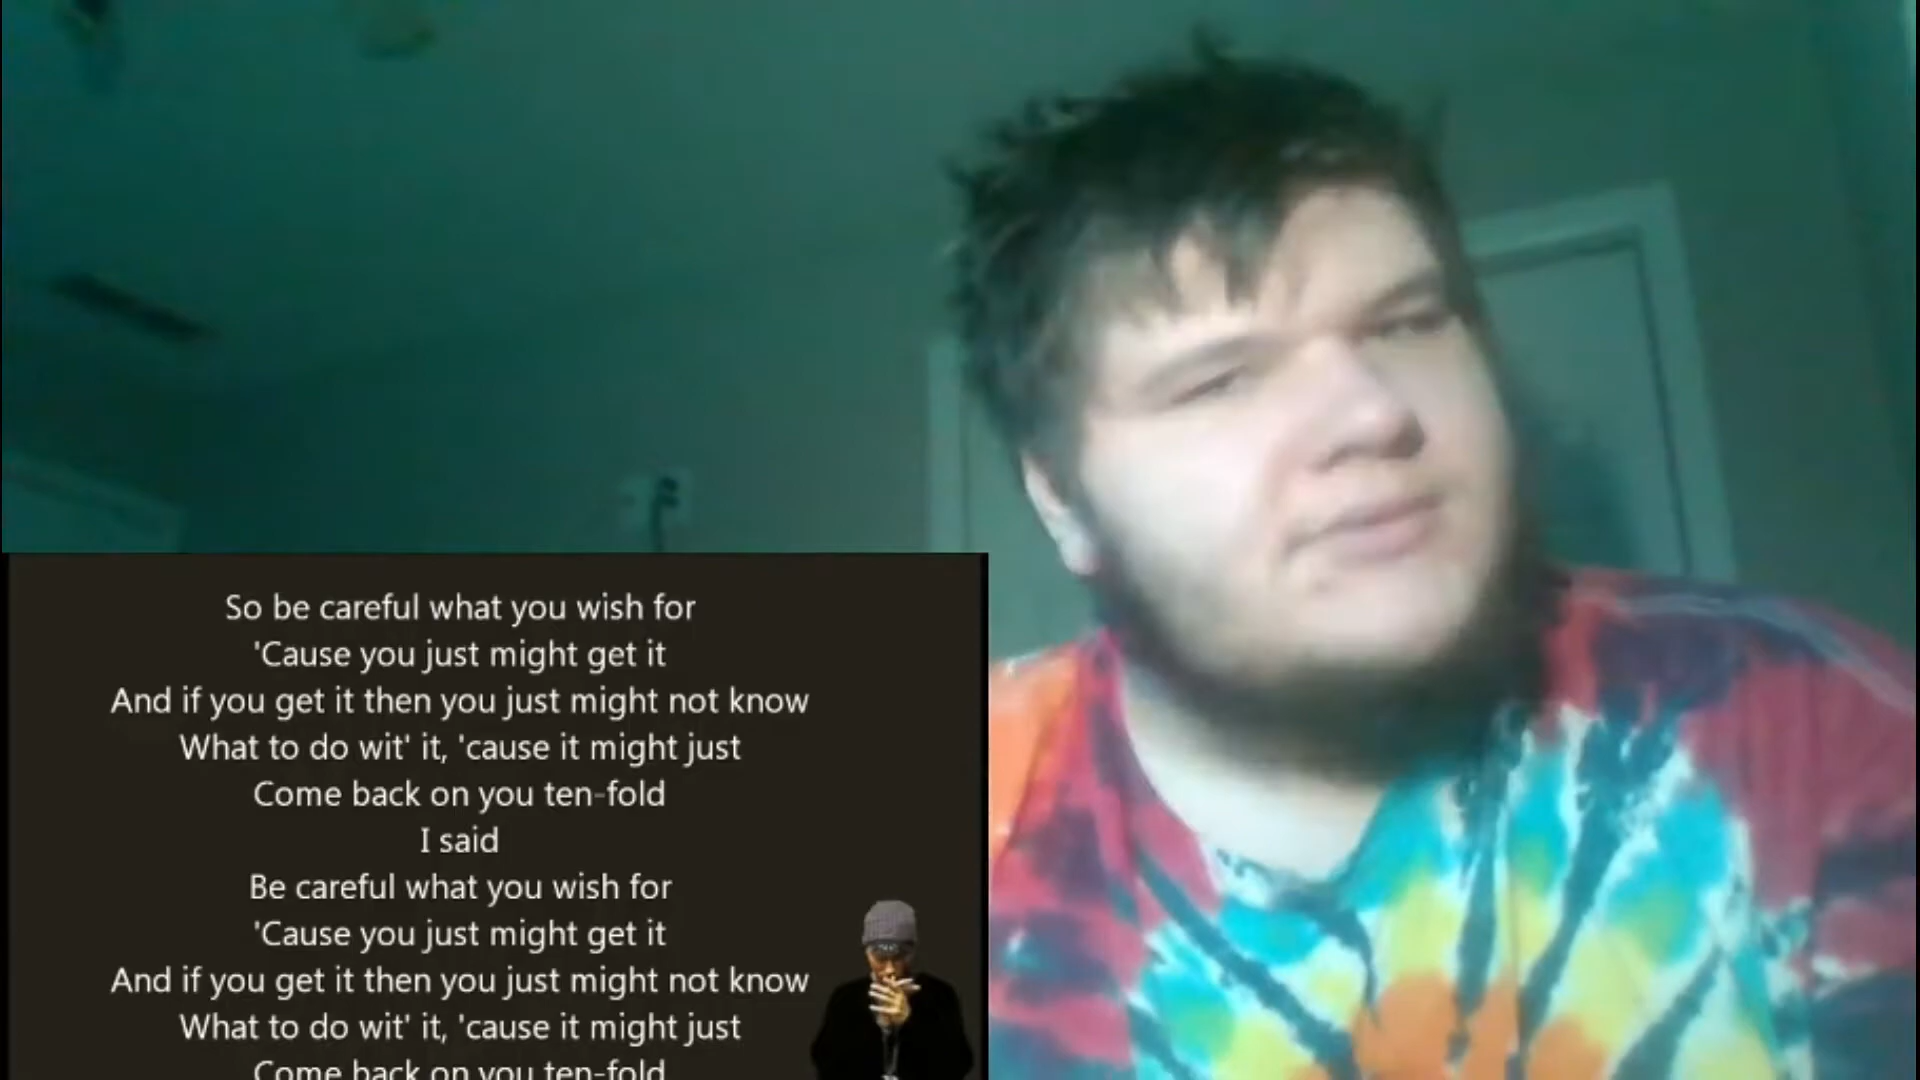 So be careful what you wish for
'Cause you just might get it
And if you get it then you just might not know
What to do wit' it, 'cause it might just
Come back on you ten-fold
I said
Be careful what you wish for
'Cause you just might get it
And if you get it then you just might not know
What to do wit' it, 'cause it might just
Come back on you ten-fold